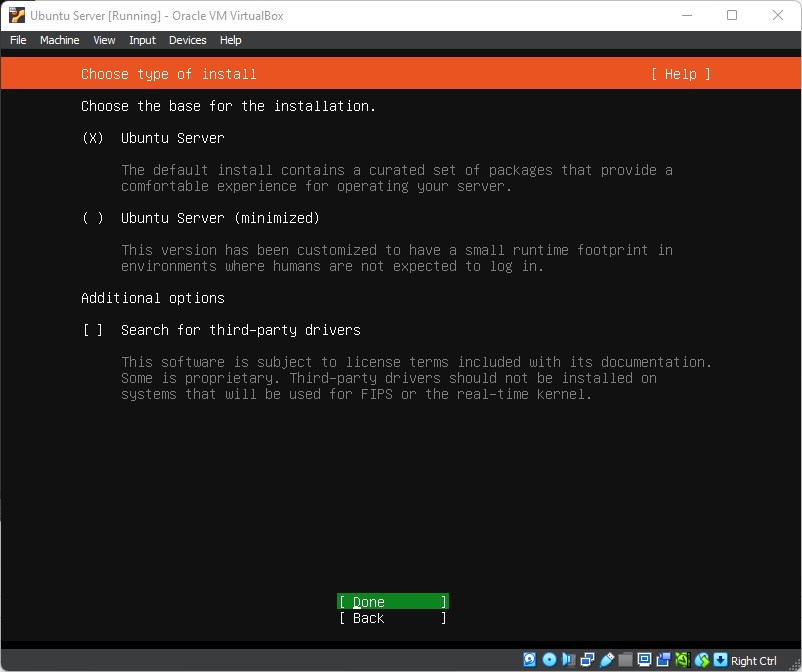 Ubuntu Server [Running] - Oracle VM VirtualBox
File Machine View Input Devices Help
Choose type of install [ Help ]
Choose the base for the installation.
(X) Ubuntu Server
The default install contains a curated set of packages that provide a
comfortable experience for operating your server.
( ) Ubuntu Server (minimized)
This version has been customized to have a small runtime footprint in
environments where humans are not expected to log in.
Additional options
[ ] Search for third-party drivers
This software is subject to license terms included with its documentation.
Some is proprietary. Third-party drivers should not be installed on
systems that will be used for FIPS or the real-time kernel.
[ Done ]
[ Back ]
Right Ctrl